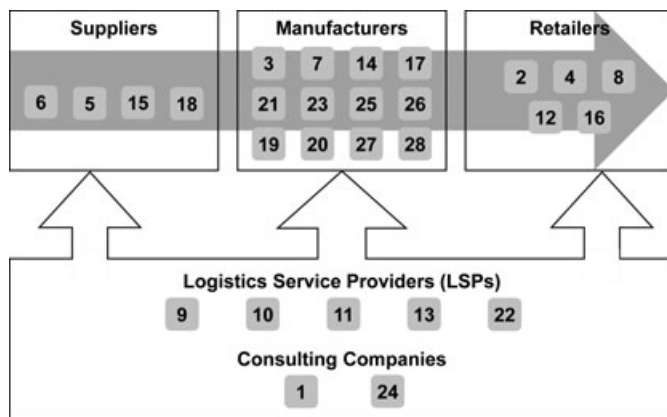 Suppliers
6 5 15 18
Manufacturers
3 7 14 17
21 23 25 26
19 20 27 28
Retailers
2 4 8
12 16
Logistics Service Providers (LSPs)
9 10 11 13 22
Consulting Companies
1 24